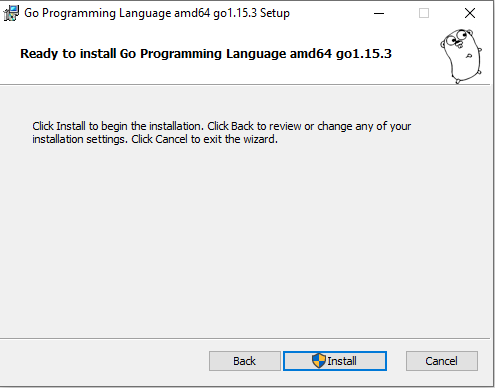 Go Programming Language amd64 go1.15.3 Setup
Ready to install Go Programming Language amd64 go1.15.3
Click Install to begin the installation. Click Back to review or change any of your
installation settings. Click Cancel to exit the wizard.
Back
Install
Cancel